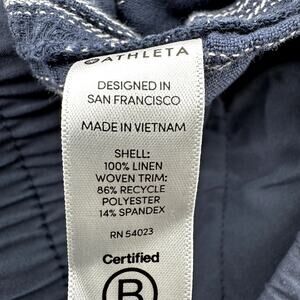 ATHLETA
DESIGNED IN
SAN FRANCISCO
MADE IN VIETNAM
SHELL:
100% LINEN
WOVEN TRIM:
86% RECYCLE
POLYESTER
14% SPANDEX
RN 54023
Certified
B